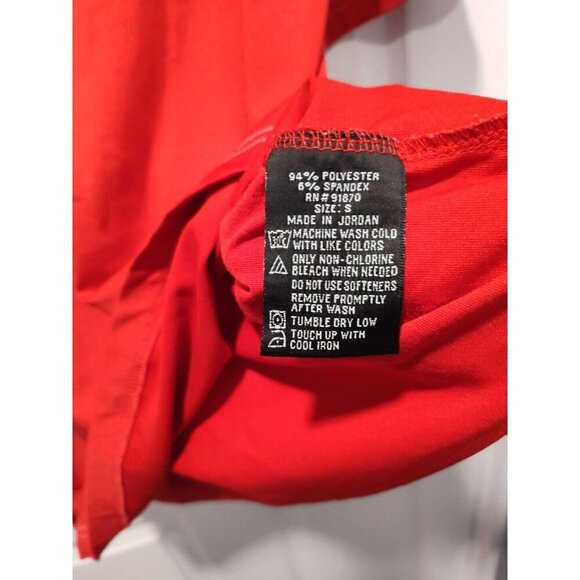 94% POLYESTER
6% SPANDEX
RN# 91870
SIZE: S
MADE IN JORDAN
MACHINE WASH COLD
WITH LIKE COLORS
ONLY NON-CHLORINE
BLEACH WHEN NEEDED
DO NOT USE SOFTENERS
REMOVE PROMPTLY
AFTER WASH
TUMBLE DRY LOW
TOUCH UP WITH
COOL IRON